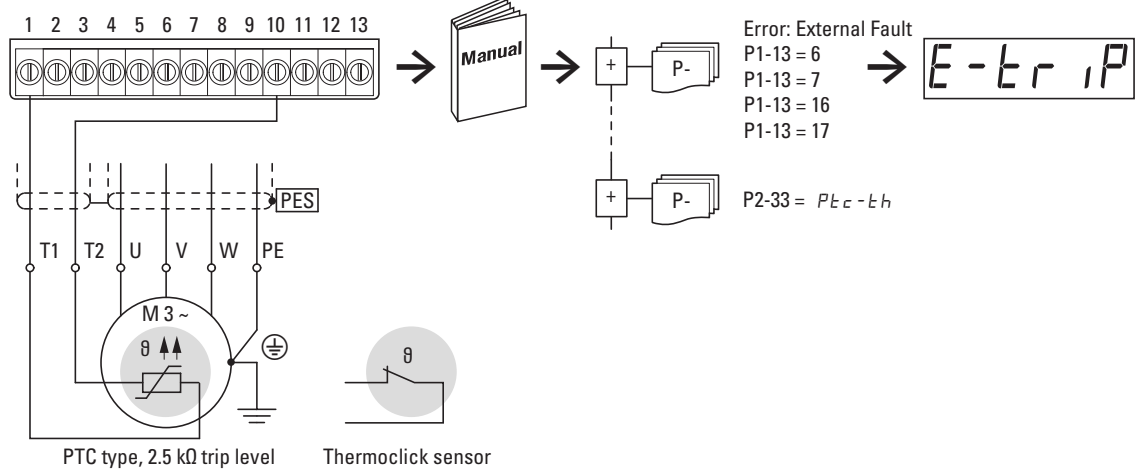 1 2 3 4 5 6 7 8 9 10 11 12 13
Manual
+ P-
Error: External Fault
P1-13 = 6
P1-13 = 7
P1-13 = 16
P1-13 = 17
E-triP
+ P-
P2-33 = Ptc-th
PES
T1 T2 U V W PE
M 3 ~
ϑ
ϑ
PTC type, 2.5 kΩ trip level
Thermoclick sensor